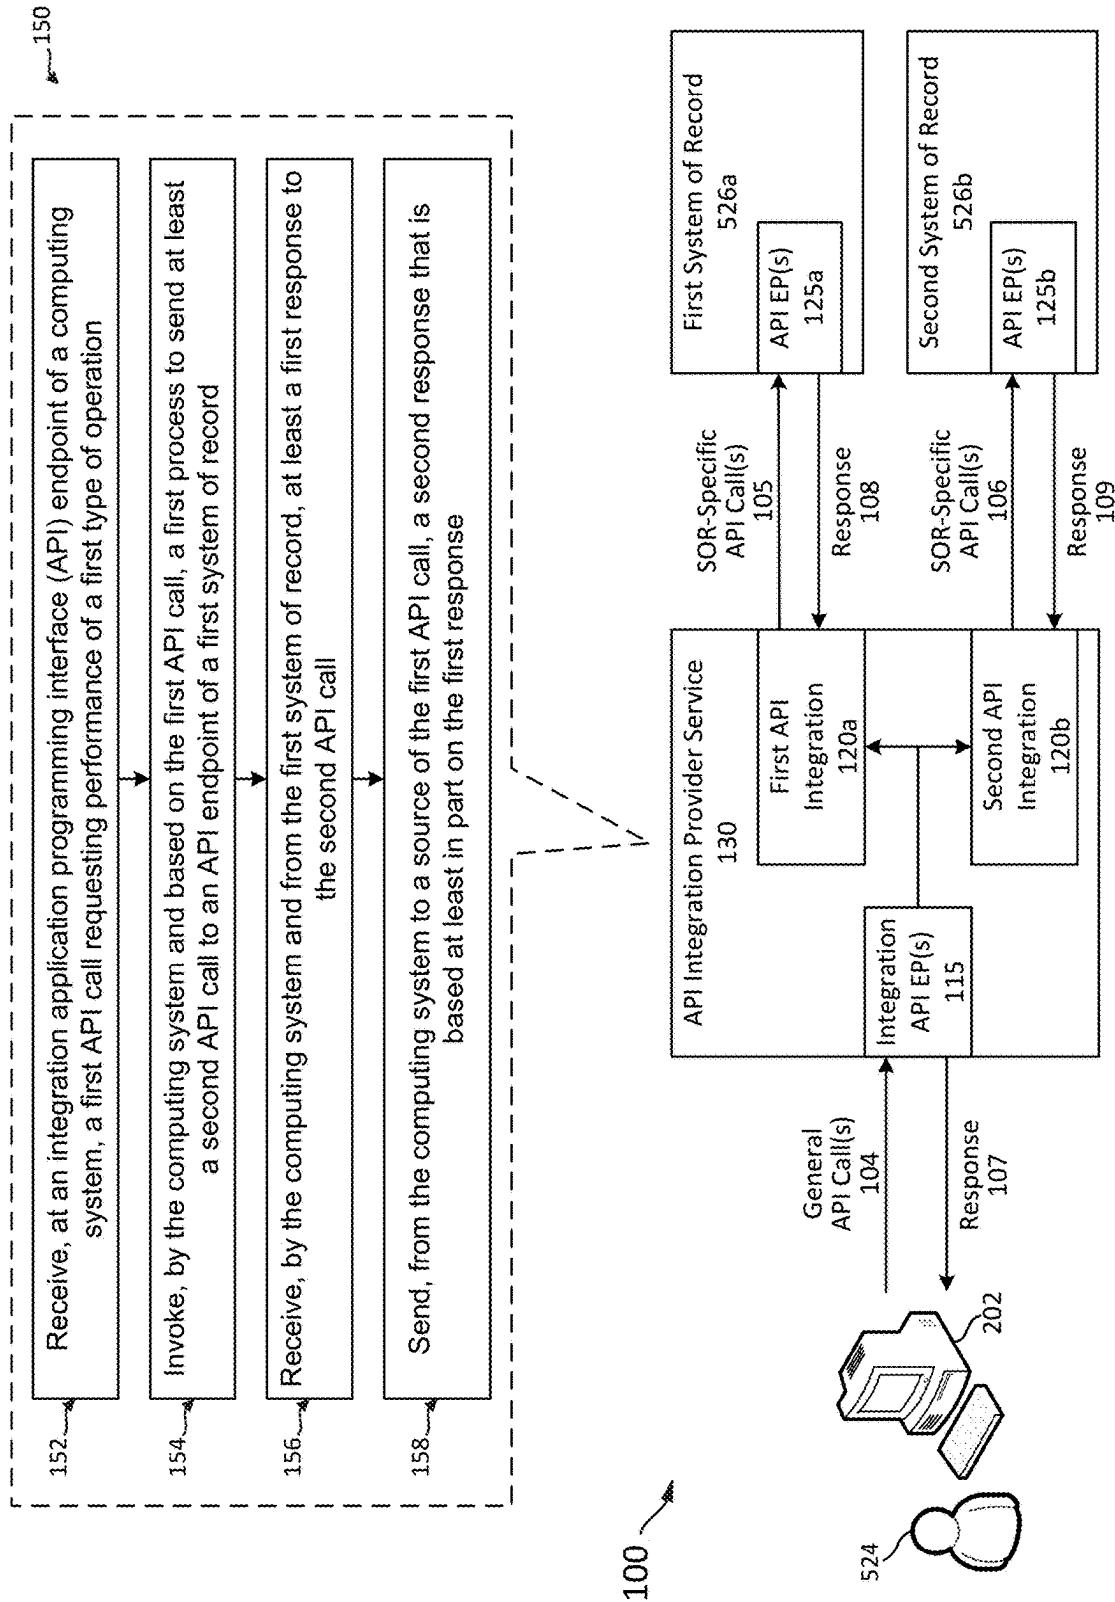 150
152
Receive, at an integration application programming interface (API) endpoint of a computing
system, a first API call requesting performance of a first type of operation
154
Invoke, by the computing system and based on the first API call, a first process to send at least
a second API call to an API endpoint of a first system of record
156
Receive, by the computing system and from the first system of record, at least a first response to
the second API call
158
Send, from the computing system to a source of the first API call, a second response that is
based at least in part on the first response
100
524
202
General
API Call(s)
104
Response
107
API Integration Provider Service
130
Integration
API EP(s)
115
First API
Integration
120a
Second API
Integration
120b
SOR-Specific
API Call(s)
105
Response
108
SOR-Specific
API Call(s)
106
Response
109
First System of Record
526a
API EP(s)
125a
Second System of Record
526b
API EP(s)
125b